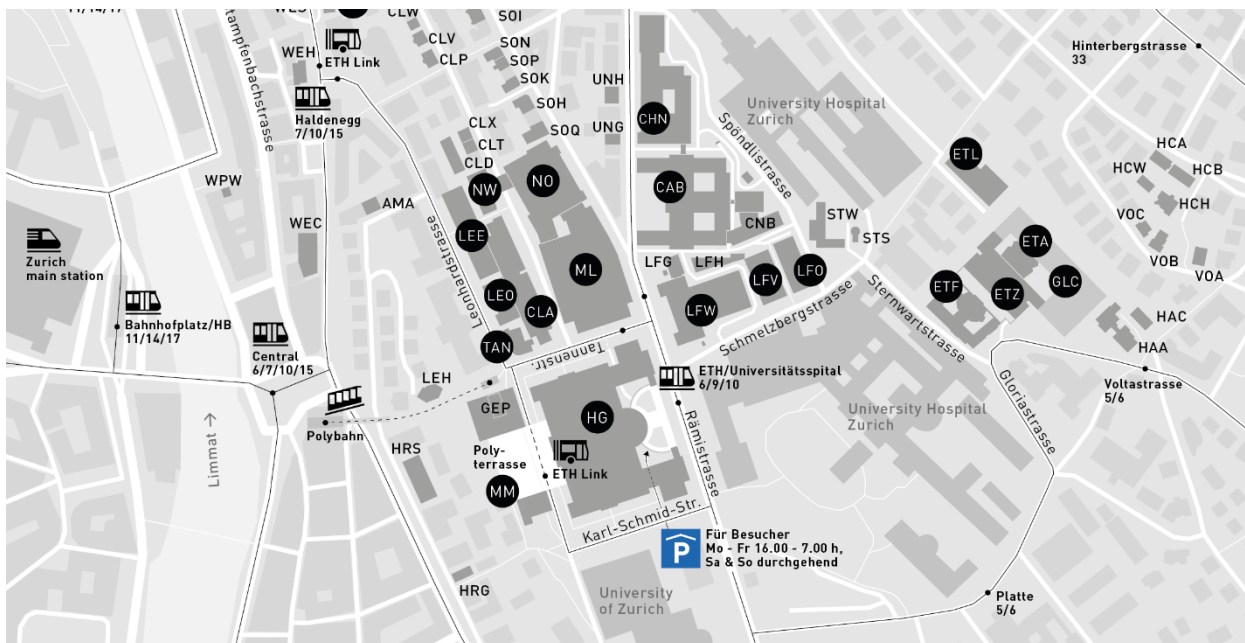 11/14/17
WES
CLW
SOI
CLV
SON
CLP
SOP
SOK
WEH
ETH Link
Stampfenbachstrasse
Haldenegg
7/10/15
UNH
SOH
UNG
SOQ
CLX
CLT
CLD
CHN
University Hospital
Zurich
Spöndlistrasse
Hinterbergstrasse
33
ETL
HCA
HCW
HCB
HCH
VOC
VOB
VOA
WPW
AMA
WEC
NW
NO
CAB
CNB
STW
STS
LEE
ML
LFG
LFH
LFV
LFO
ETA
ETF
ETZ
GLC
Zurich
main station
Leonhardstrasse
LEO
CLA
LFW
Schmelzbergstrasse
Sternwartstrasse
HAC
HAA
Bahnhofplatz/HB
11/14/17
Central
6/7/10/15
TAN
Tannenstr.
ETH/Universitätsspital
6/9/10
Voltastrasse
5/6
LEH
GEP
HG
Rämistrasse
University Hospital
Zurich
Gloriastrasse
Polybahn
Limmat →
HRS
Poly-
terrasse
ETH Link
MM
Karl-Schmid-Str.
P
Für Besucher
Mo - Fr 16.00 - 7.00 h,
Sa & So durchgehend
HRG
University
of Zurich
Platte
5/6